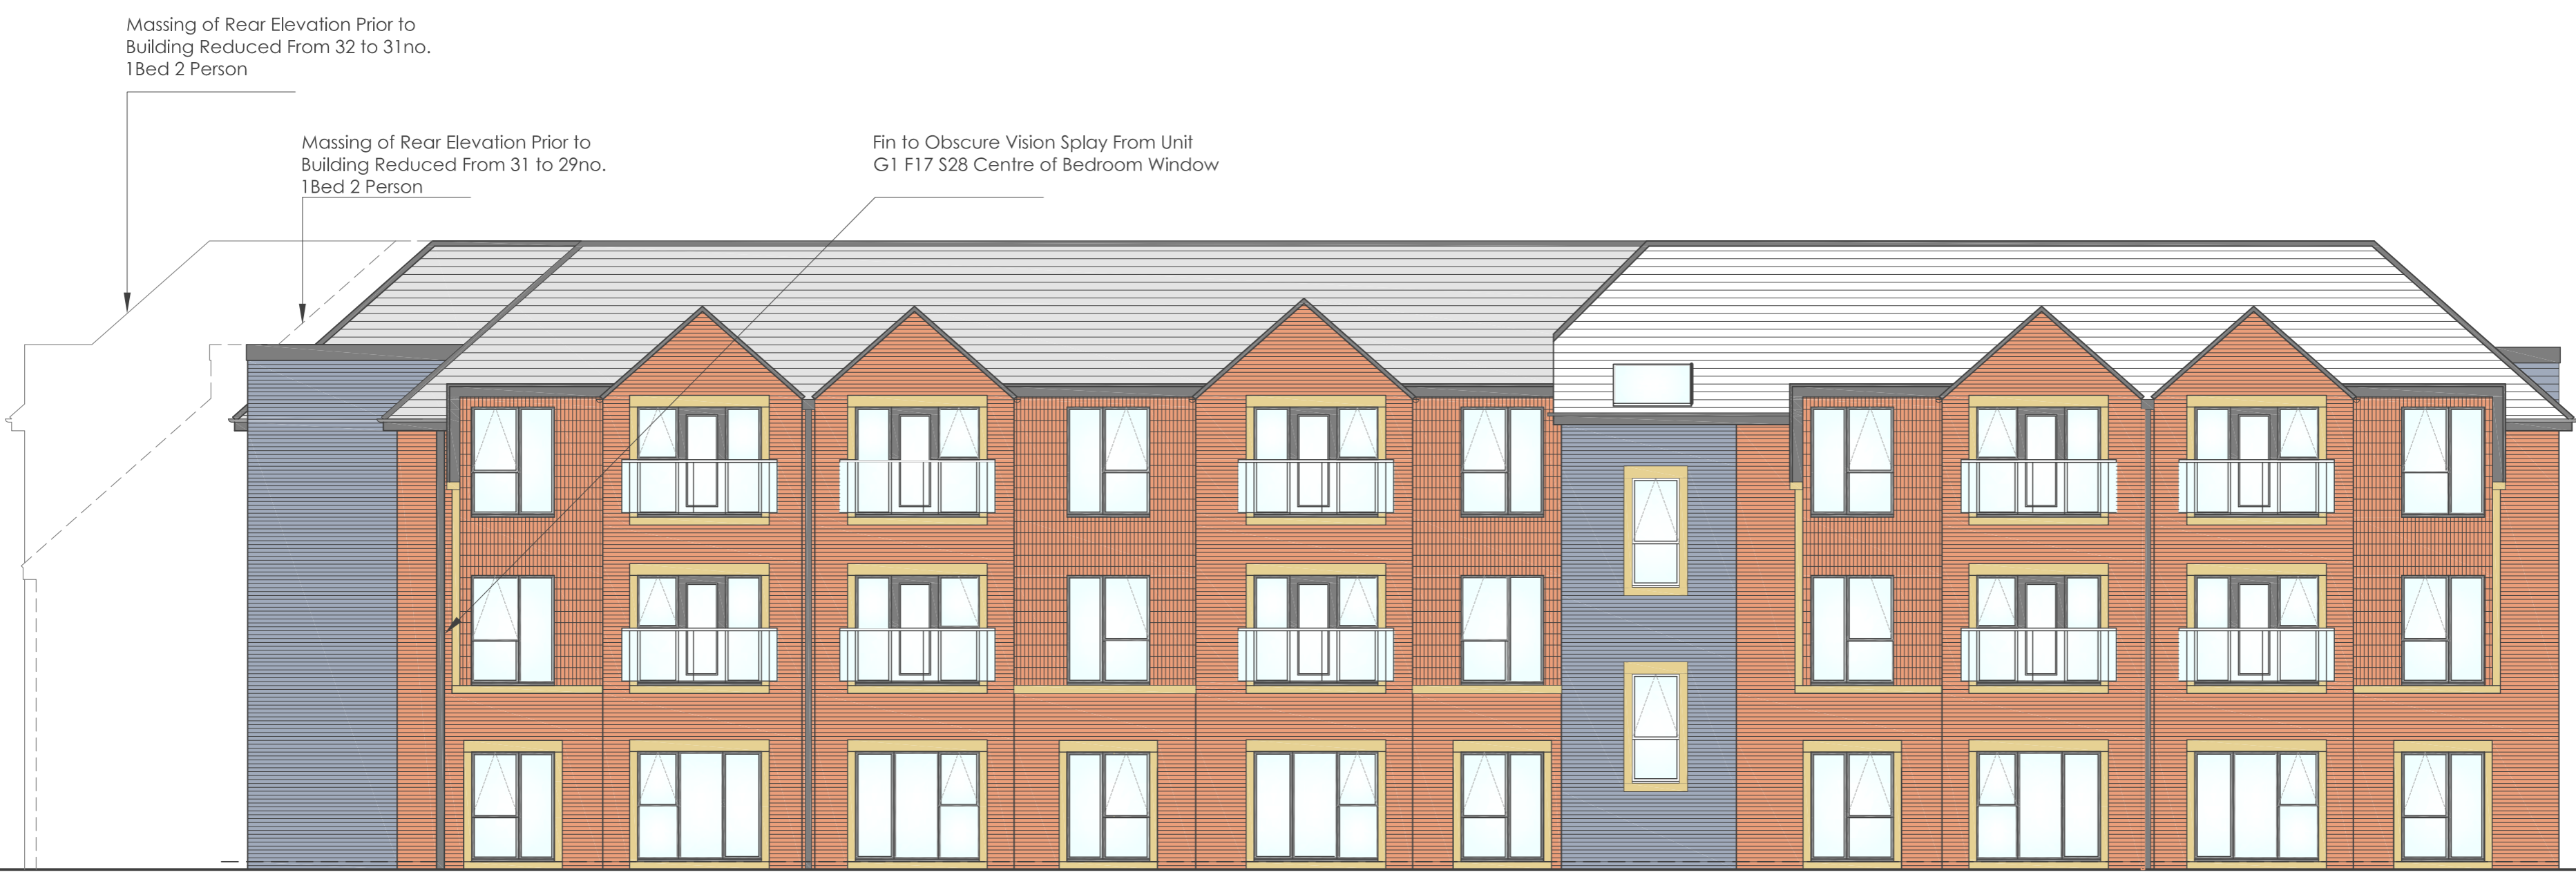 Massing of Rear Elevation Prior to
Building Reduced From 32 to 31no.
1Bed 2 Person
Massing of Rear Elevation Prior to
Building Reduced From 31 to 29no.
1Bed 2 Person
Fin to Obscure Vision Splay From Unit
G1 F17 S28 Centre of Bedroom Window